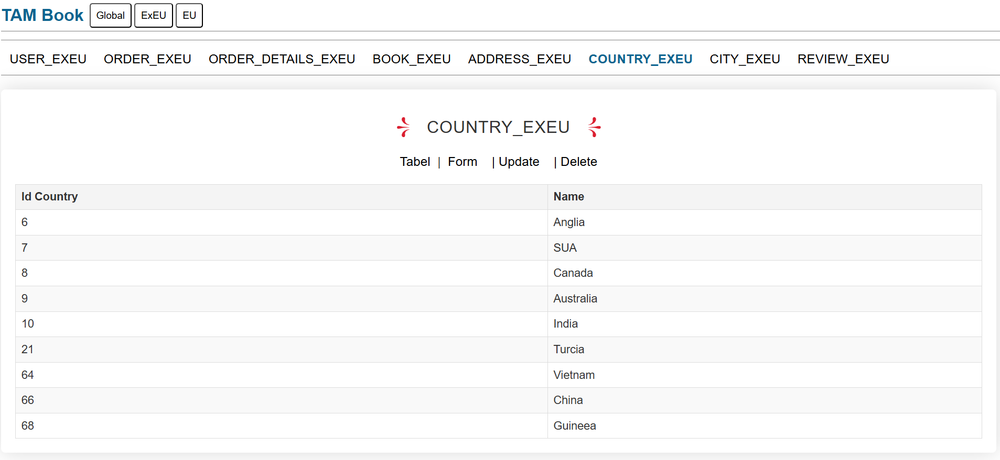 TAM Book Global ExEU EU
USER_EXEU ORDER_EXEU ORDER_DETAILS_EXEU BOOK_EXEU ADDRESS_EXEU COUNTRY_EXEU CITY_EXEU REVIEW_EXEU
COUNTRY_EXEU
Tabel | Form | Update | Delete
Id Country Name
6 Anglia
7 SUA
8 Canada
9 Australia
10 India
21 Turcia
64 Vietnam
66 China
68 Guineea